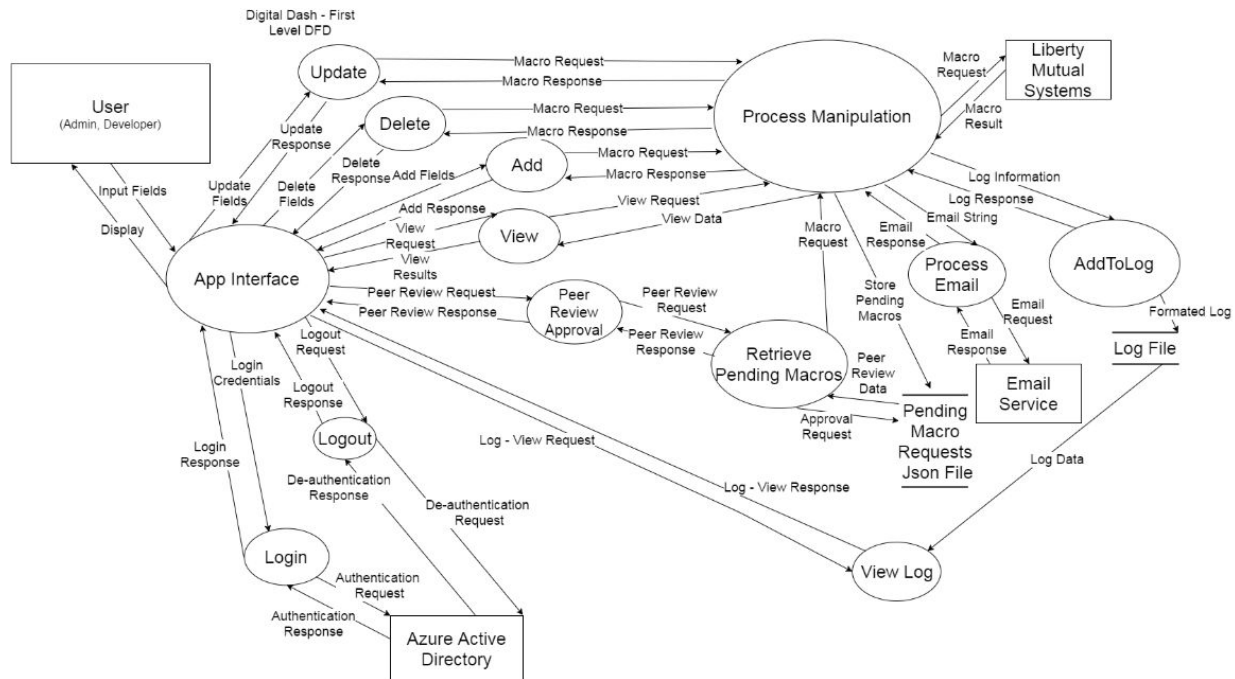 Digital Dash - First
Level DFD
User
(Admin, Developer)
Update
Macro Request
Macro Response
Process Manipulation
Macro
Request
Liberty
Mutual
Systems
Macro
Result
Delete
Macro Request
Macro Response
Add
Macro Request
Macro Response
Update
Response
Delete
Response
Update
Fields
Delete
Fields
Add Fields
Add Response
Input Fields
Display
View
Request
View
View Request
View Data
View
Results
App Interface
Macro
Request
Log Information
Log Response
Email String
Email
Response
Process
Email
AddToLog
Formated Log
Log File
Peer Review Request
Peer Review Response
Peer
Review
Approval
Peer Review
Request
Peer Review
Response
Store
Pending
Macros
Email
Request
Email
Response
Email
Service
Retrieve
Pending Macros
Peer
Review
Data
Approval
Request
Pending
Macro
Requests
Json File
Logout
Request
Login
Credentials
Logout
Response
Logout
Login
Response
Log - View Request
Log - View Response
Log Data
De-authentication
Response
De-authentication
Request
View Log
Login
Authentication
Request
Authentication
Response
Azure Active
Directory